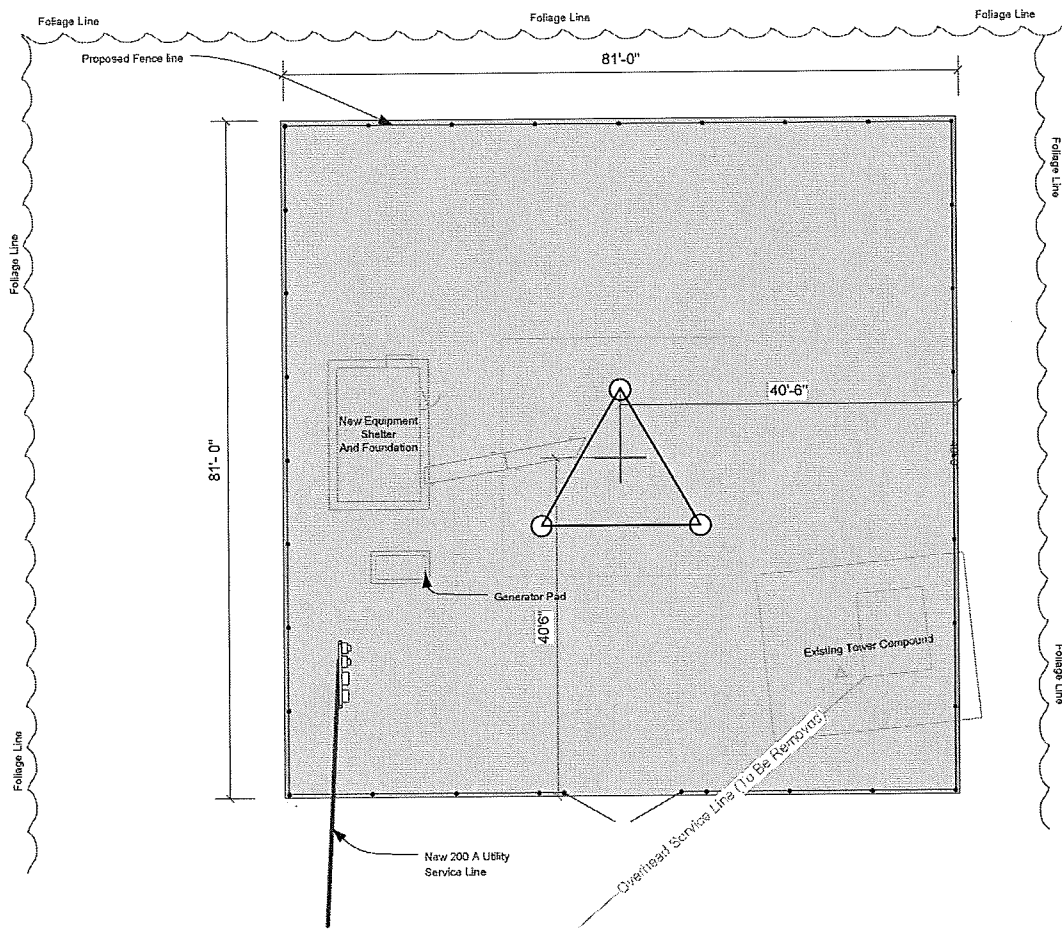 Foliage Line
Foliage Line
Foliage Line
Proposed Fence line
81'-0"
Foliage Line
Foliage Line
40'-6"
New Equipment
Shelter
And Foundation
81'- 0"
Generator Pad
40'6"
Existing Tower Compound
Foliage Line
Foliage Line
Overhead Service Line (To Be Removed)
New 200 A Utility
Service Line